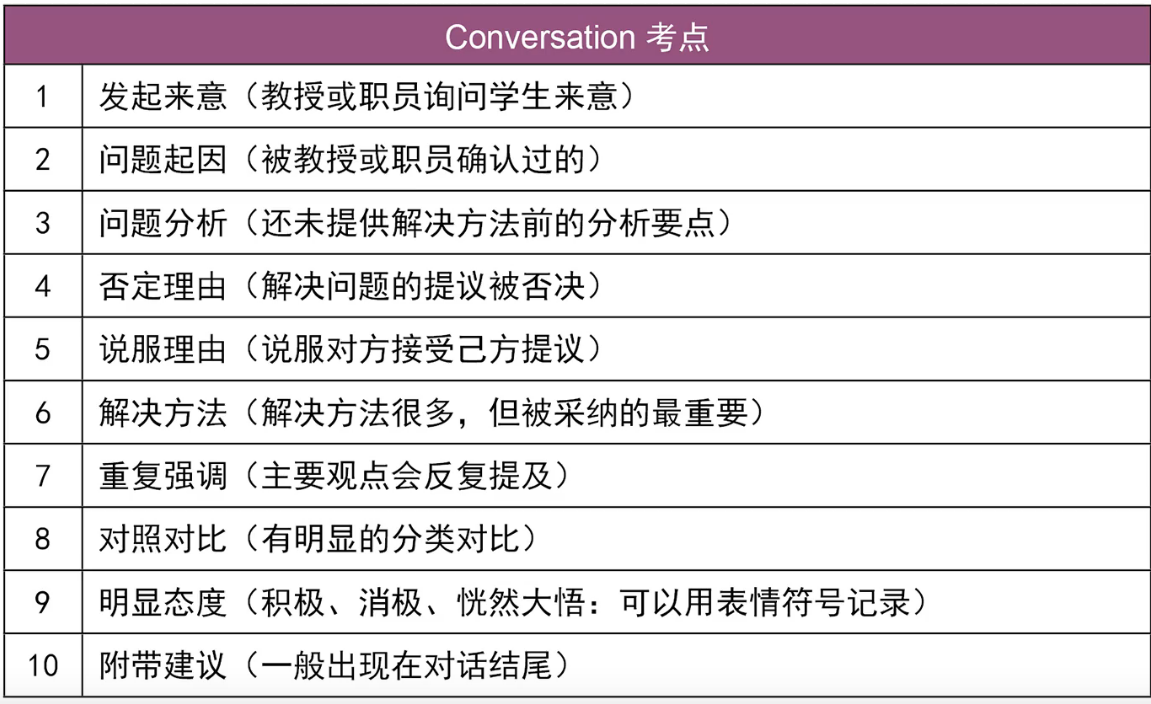 Conversation 考点
1 发起来意（教授或职员询问学生来意）
2 问题起因（被教授或职员确认过的）
3 问题分析（还未提供解决方法前的分析要点）
4 否定理由（解决问题的提议被否决）
5 说服理由（说服对方接受己方提议）
6 解决方法（解决方法很多，但被采纳的最重要）
7 重复强调（主要观点会反复提及）
8 对照对比（有明显的分类对比）
9 明显态度（积极、消极、恍然大悟：可以用表情符号记录）
10 附带建议（一般出现在对话结尾）